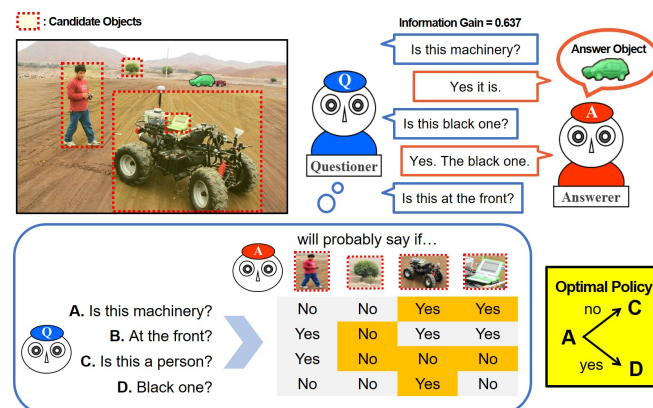 : Candidate Objects
Information Gain = 0.637
Is this machinery?
Answer Object
Yes it is.
Q
A
Is this black one?
Questioner
Yes. The black one.
Is this at the front?
Answerer
will probably say if…
A
A. Is this machinery?
No No Yes Yes
B. At the front?
Yes No Yes Yes
Q
C. Is this a person?
Yes No No No
D. Black one?
No No Yes No
Optimal Policy
no
C
A
yes
D